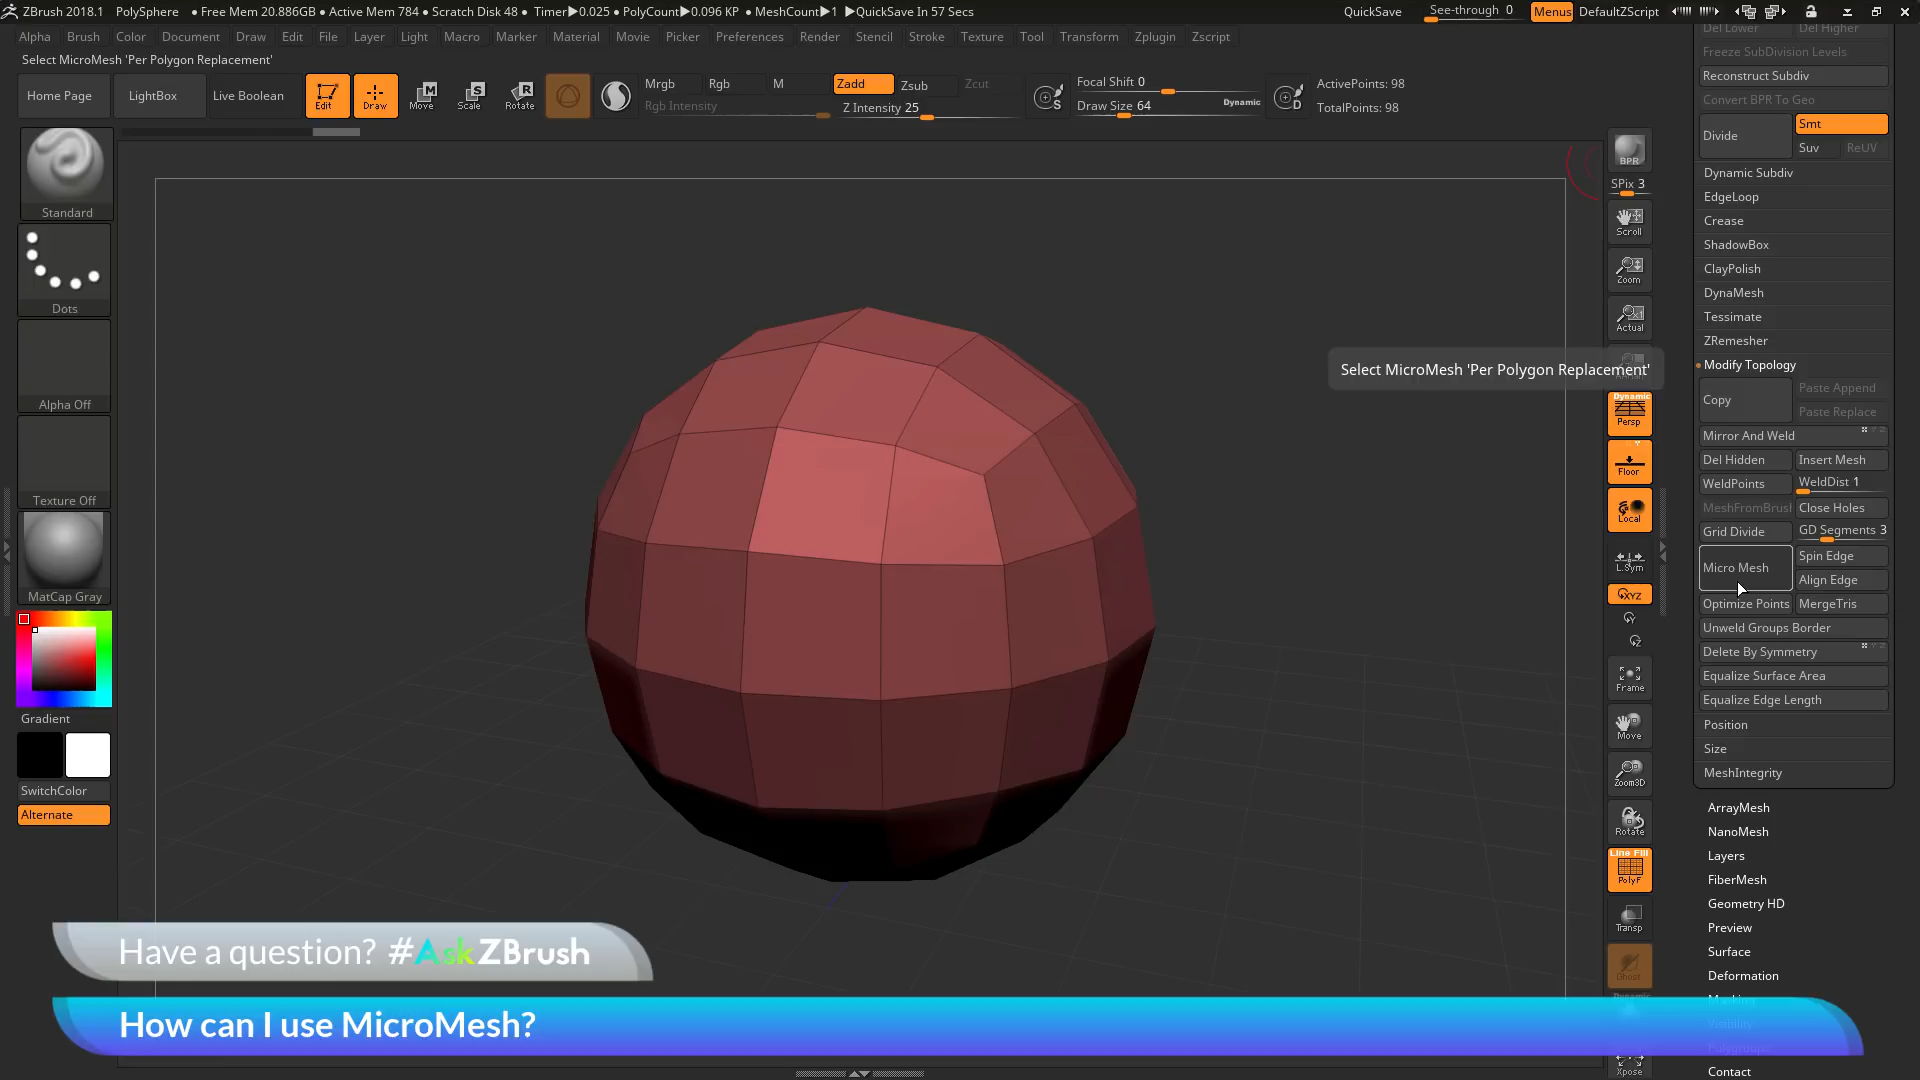 ZBrush 2018.1 PolySphere ● Free Mem 20.886GB ● Active Mem 784 ● Scratch Disk 48 ● Timer▶0.025 ● PolyCount▶0.096 KP ● MeshCount▶1 ▶QuickSave In 57 Secs QuickSave See-through 0 Menus DefaultZScript
Alpha Brush Color Document Draw Edit File Layer Light Macro Marker Material Movie Picker Preferences Render Stencil Stroke Texture Tool Transform Zplugin Zscript
Select MicroMesh 'Per Polygon Replacement'
Home Page LightBox Live Boolean Edit Draw Move Scale Rotate
Mrgb Rgb M Zadd Zsub Zcut
Rgb Intensity Z Intensity 25
S Focal Shift 0
Draw Size 64 Dynamic D
ActivePoints: 98
TotalPoints: 98
Standard
Dots
Alpha Off
Texture Off
MatCap Gray
Gradient
SwitchColor
Alternate
Select MicroMesh 'Per Polygon Replacement'
BPR
SPix 3
Scroll
Zoom
Actual
Dynamic
Persp
Floor
Local
L.Sym
XYZ
Y
Z
Frame
Move
Zoom3D
Rotate
Line Fill
PolyF
Transp
Ghost
Dynamic
Xpose
Del Lower Del Higher
Freeze SubDivision Levels
Reconstruct Subdiv
Convert BPR To Geo
Divide Smt
Suv ReUV
Dynamic Subdiv
EdgeLoop
Crease
ShadowBox
ClayPolish
DynaMesh
Tessimate
ZRemesher
Modify Topology
Copy Paste Append
Paste Replace
Mirror And Weld
Del Hidden Insert Mesh
WeldPoints WeldDist 1
MeshFromBrush Close Holes
Grid Divide GD Segments 3
Micro Mesh Spin Edge
Align Edge
Optimize Points MergeTris
Unweld Groups Border
Delete By Symmetry
Equalize Surface Area
Equalize Edge Length
Position
Size
MeshIntegrity
ArrayMesh
NanoMesh
Layers
FiberMesh
Geometry HD
Preview
Surface
Deformation
Contact
Have a question? #AskZBrush
How can I use MicroMesh?